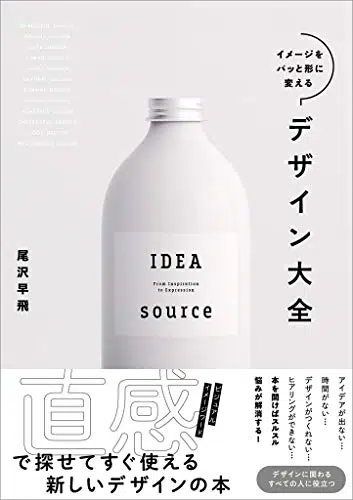 イメージを
パッと形に
変える
デザイン大全
尾沢早飛
IDEA
From Inspiration
to Expression
source
ビジュアル
イメージワード
直感
で探せてすぐ使える
新しいデザインの本
アイデアが出ない…
時間がない…
デザインがつくれない…
ヒアリングができない…
本を開けばスルスル
悩みが解消する!
デザインに関わる
すべての人に役立つ